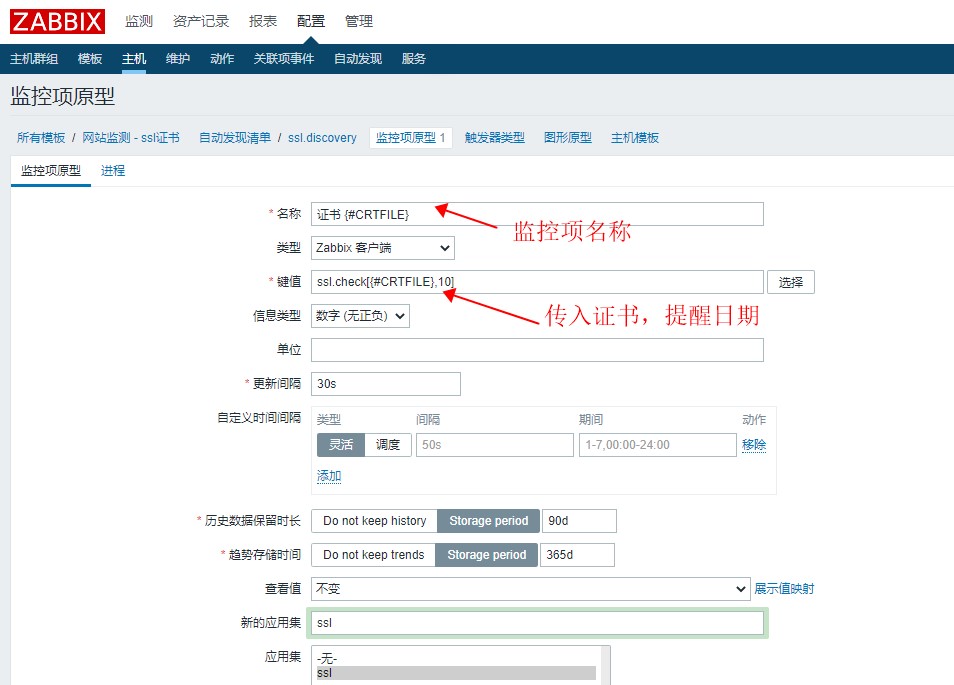 ZABBIX 监测 资产记录 报表 配置 管理
主机群组 模板 主机 维护 动作 关联项事件 自动发现 服务
监控项原型
所有模板 / 网站监测 - ssl证书 自动发现清单 / ssl.discovery 监控项原型 1 触发器类型 图形原型 主机模板
监控项原型 进程
* 名称 证书 {#CRTFILE}
监控项名称
类型 Zabbix 客户端
* 键值 ssl.check[{#CRTFILE},10] 选择
信息类型 数字 (无正负) 传入证书，提醒日期
单位
* 更新间隔 30s
自定义时间间隔 类型 间隔 期间 动作
灵活 调度 50s 1-7,00:00-24:00 移除
添加
* 历史数据保留时长 Do not keep history Storage period 90d
* 趋势存储时间 Do not keep trends Storage period 365d
查看值 不变 展示值映射
新的应用集 ssl
应用集 -无-
ssl